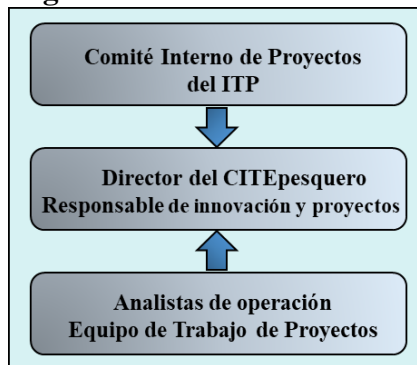 Comité Interno de Proyectos
del ITP
Director del CITEpesquero
Responsable de innovación y proyectos
Analistas de operación
Equipo de Trabajo de Proyectos